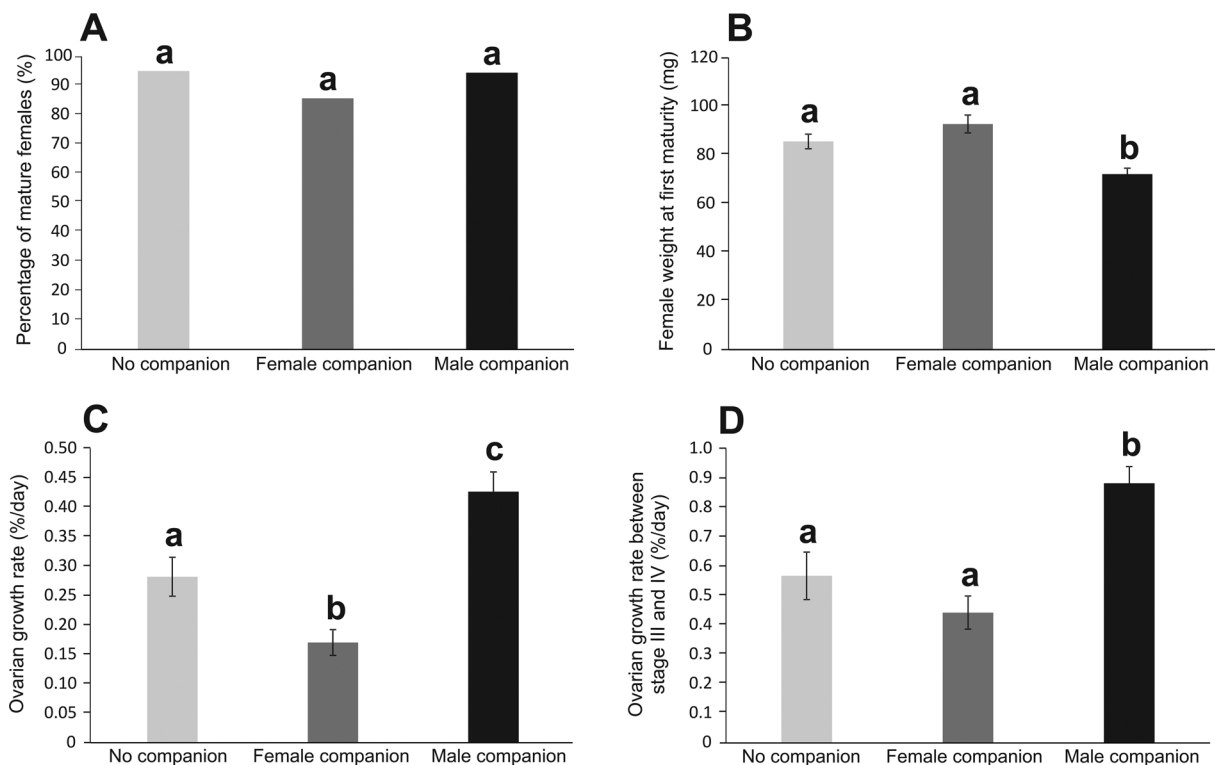 A
Percentage of mature females (%)
100
90
80
70
60
50
40
30
20
10
0
a
a
a
No companion
Female companion
Male companion
B
Female weight at first maturity (mg)
120
100
80
60
40
20
0
a
a
b
No companion
Female companion
Male companion
C
Ovarian growth rate (%/day)
0.50
0.45
0.40
0.35
0.30
0.25
0.20
0.15
0.10
0.05
0
a
b
c
No companion
Female companion
Male companion
D
Ovarian growth rate between
stage III and IV (%/day)
1.0
0.9
0.8
0.7
0.6
0.5
0.4
0.3
0.2
0.1
0
a
a
b
No companion
Female companion
Male companion